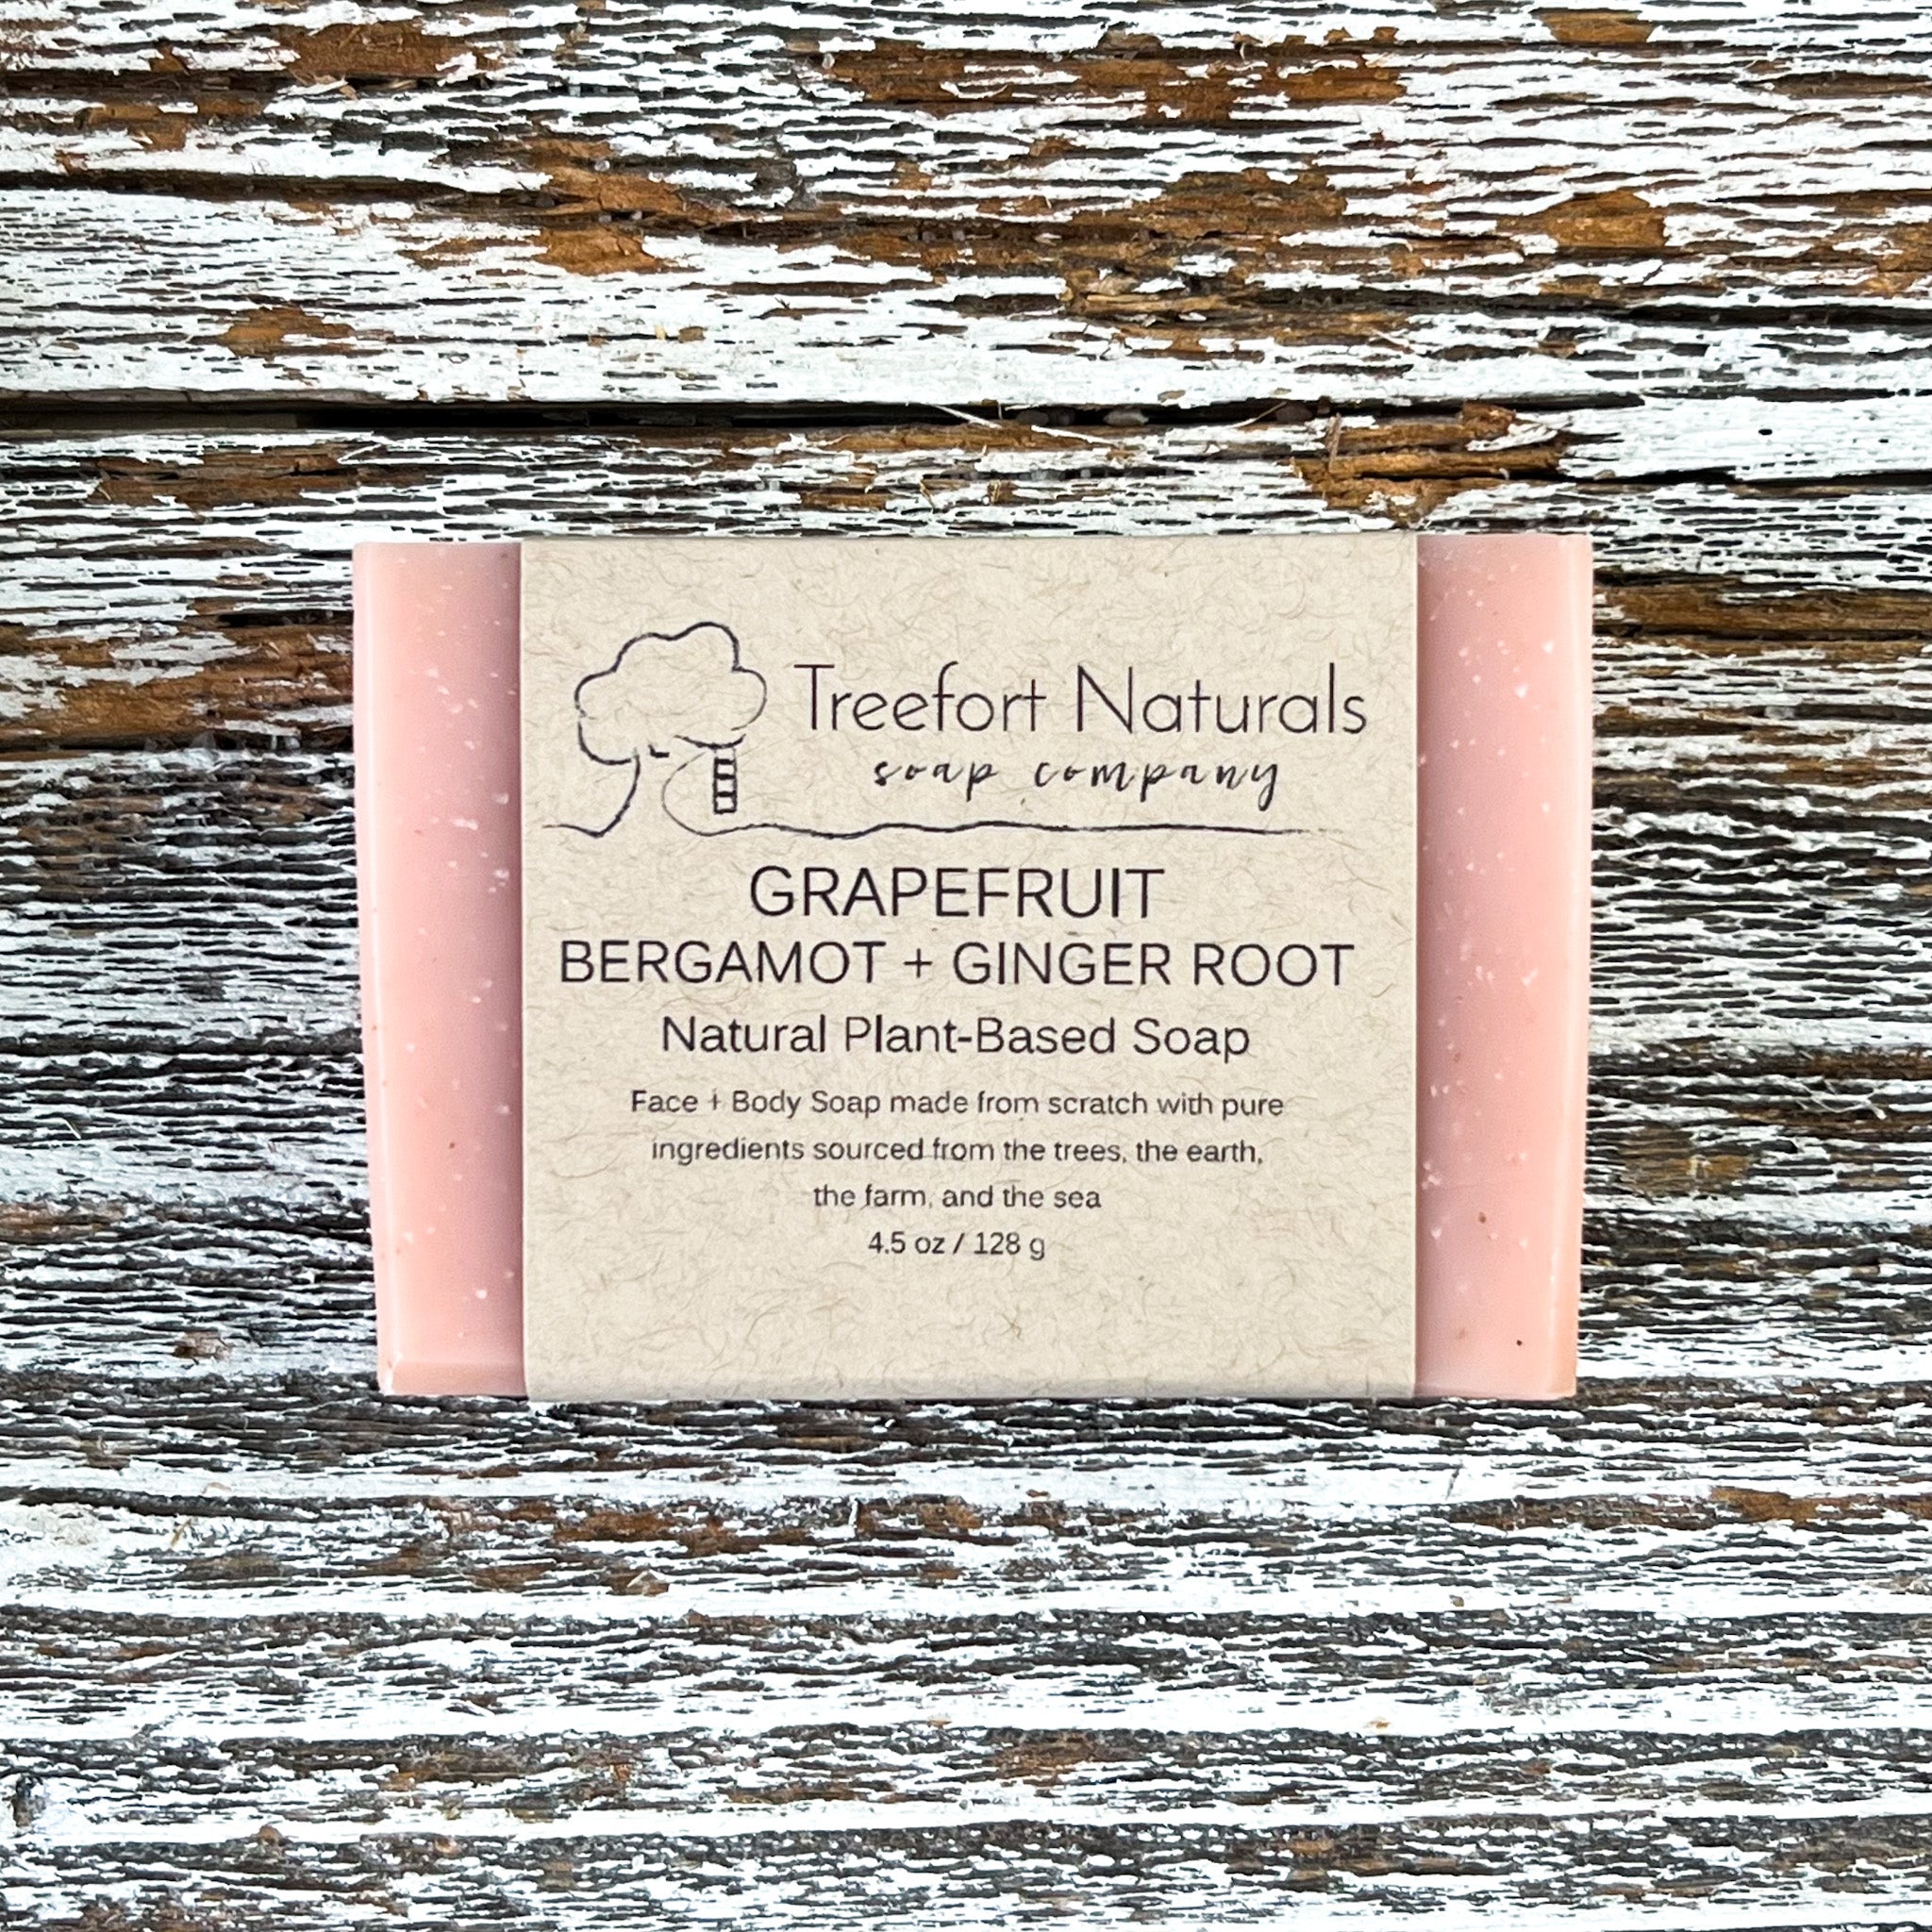 Treefort Naturals
soap company
GRAPEFRUIT
BERGAMOT + GINGER ROOT
Natural Plant-Based Soap
Face + Body Soap made from scratch with pure
ingredients sourced from the trees, the earth,
the farm, and the sea
4.5 oz / 128 g